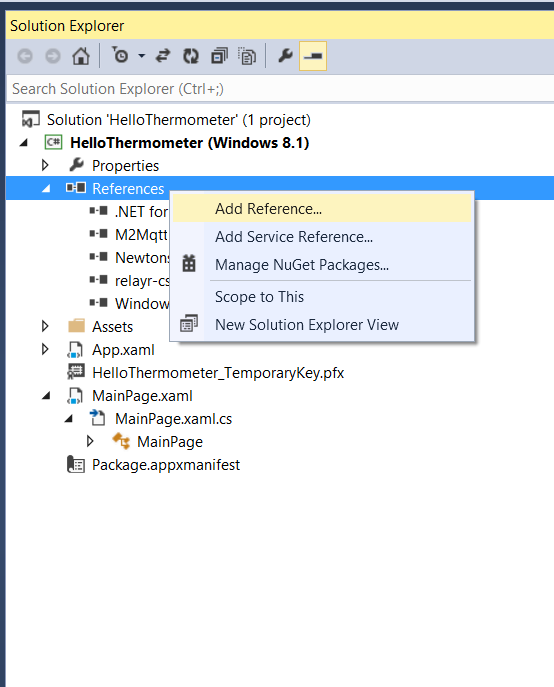 Solution Explorer
Search Solution Explorer (Ctrl+;)
Solution 'HelloThermometer' (1 project)
C# HelloThermometer (Windows 8.1)
Properties
References
.NET for
Add Reference...
M2Mqtt
Add Service Reference...
Newtons
Manage NuGet Packages...
relayr-cs
Window
Scope to This
Assets
New Solution Explorer View
App.xaml
HelloThermometer_TemporaryKey.pfx
MainPage.xaml
MainPage.xaml.cs
MainPage
Package.appxmanifest